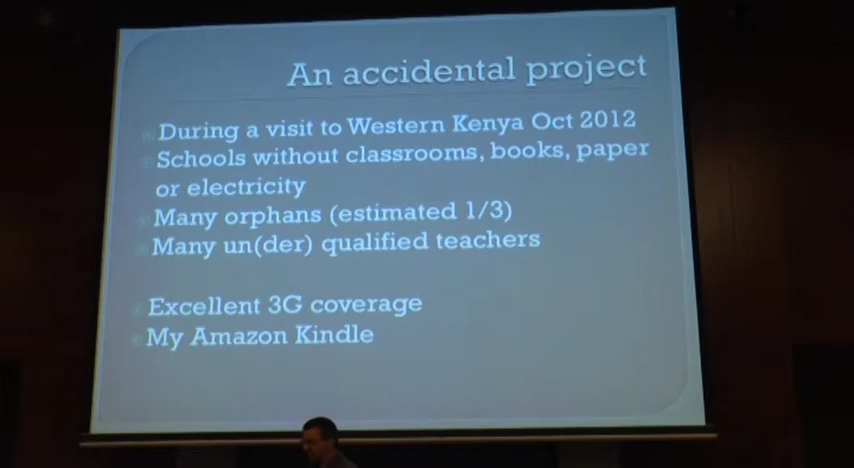 An accidental project
During a visit to Western Kenya Oct 2012
Schools without classrooms, books, paper
or electricity
Many orphans (estimated 1/3)
Many un(der) qualified teachers
Excellent 3G coverage
My Amazon Kindle